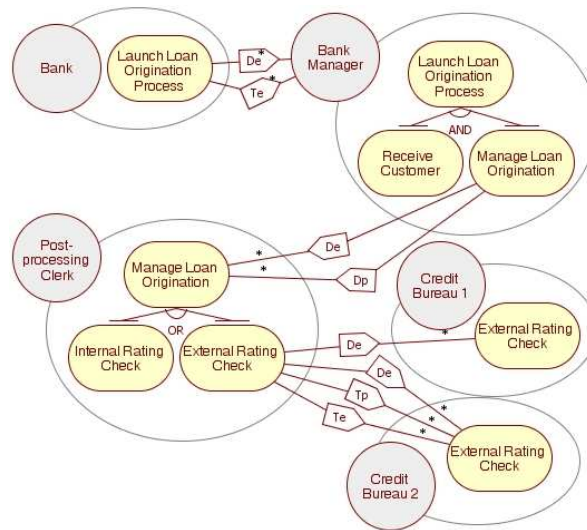 Bank
Launch Loan
Origination
Process
De
*
Te
*
Bank
Manager
Launch Loan
Origination
Process
AND
Receive
Customer
Manage Loan
Origination
Post-
processing
Clerk
Manage Loan
Origination
*
De
*
Dp
OR
Internal Rating
Check
External Rating
Check
Credit
Bureau 1
External Rating
Check
De
*
De
*
Tp
*
Te
*
External Rating
Check
Credit
Bureau 2